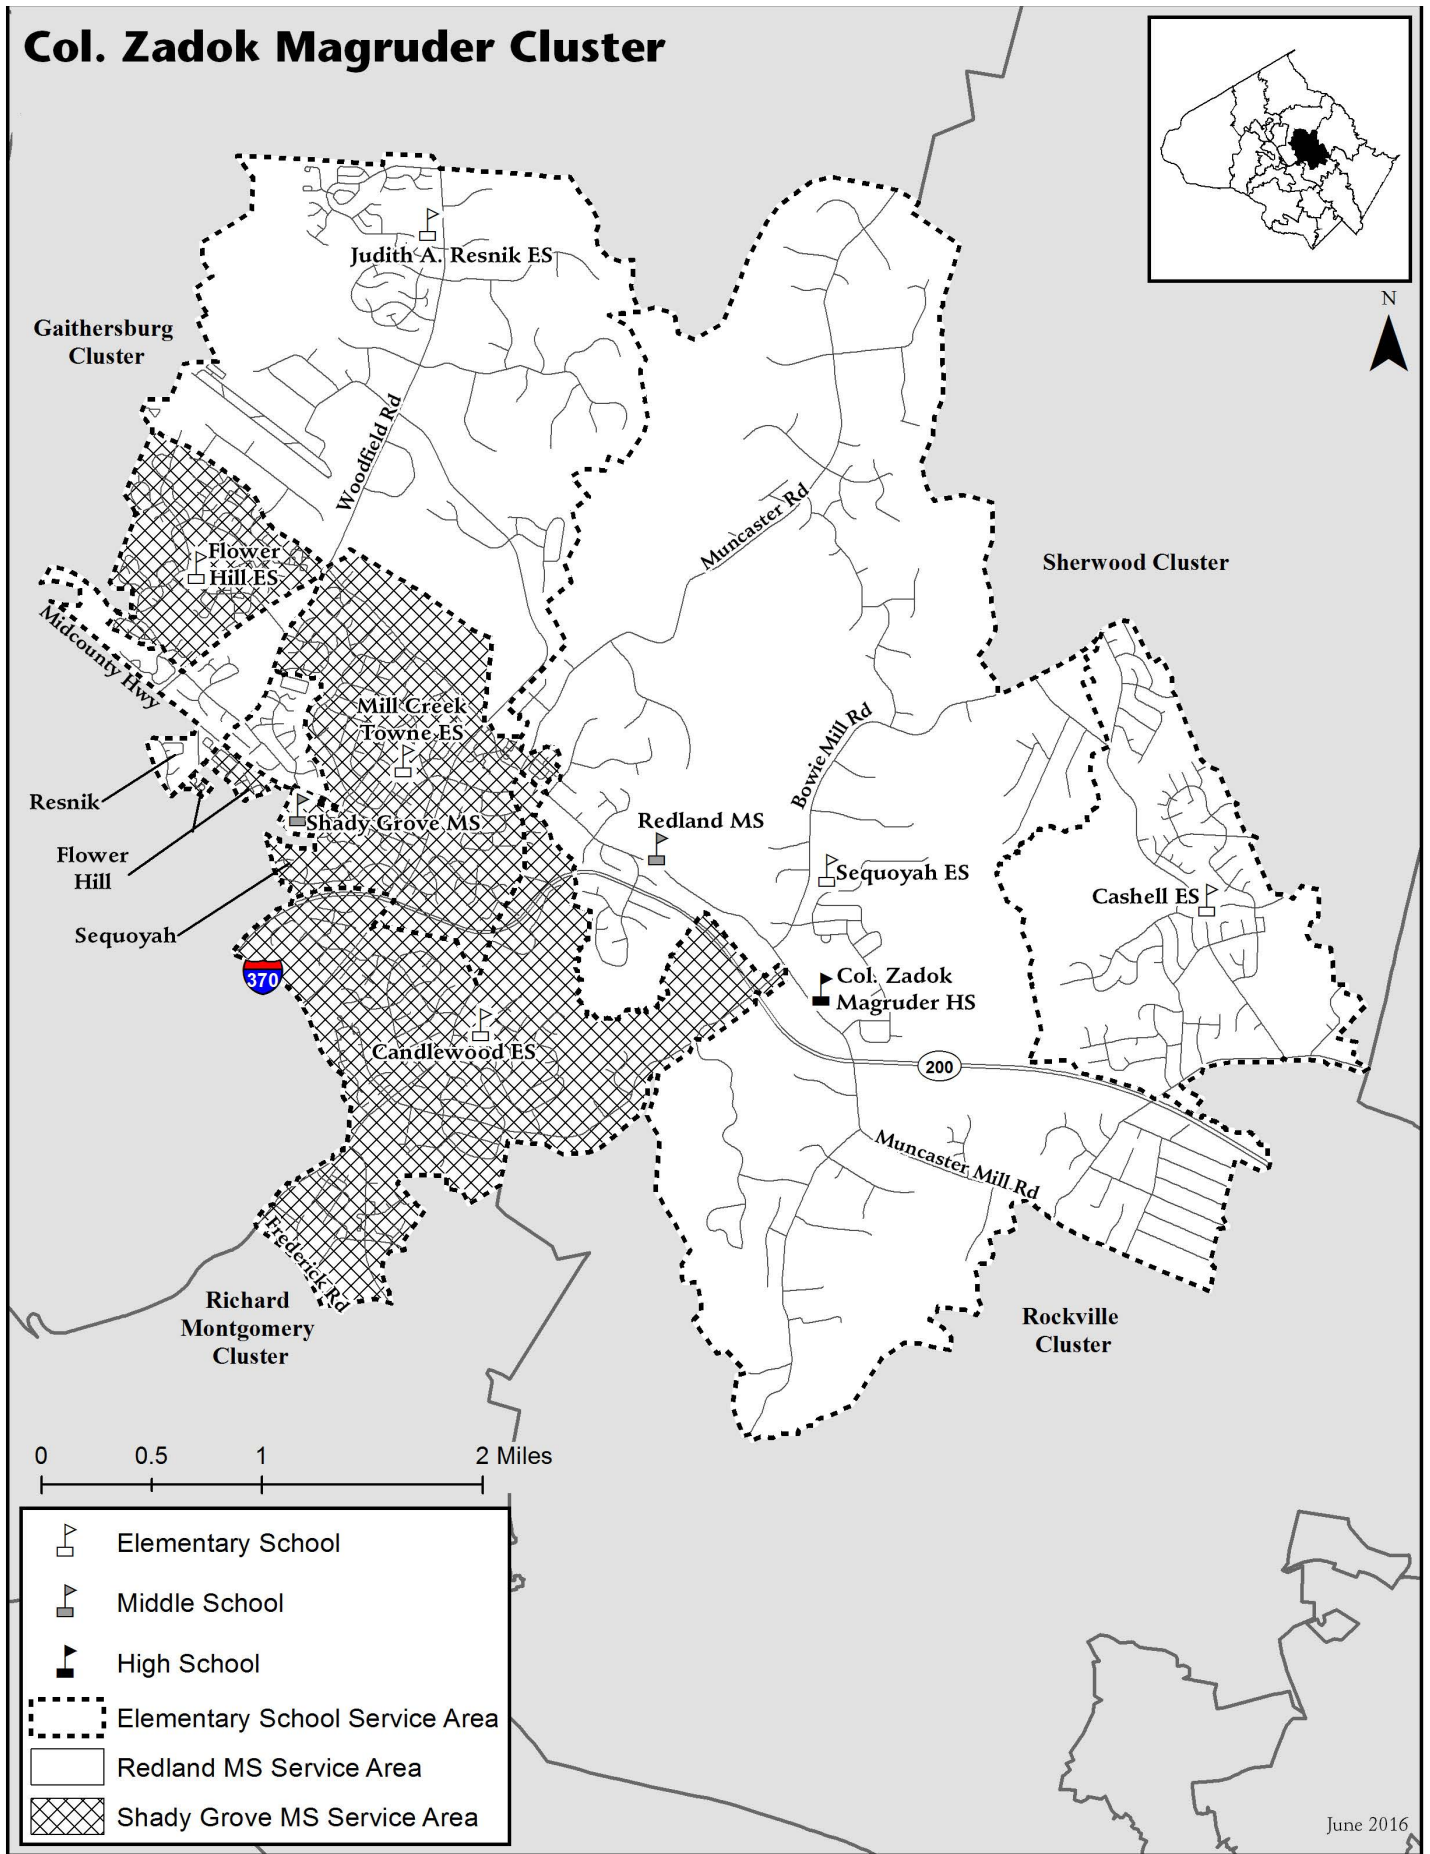 Col. Zadok Magruder Cluster
N
Judith A. Resnik ES
Gaithersburg
Cluster
Woodfield Rd
Muncaster Rd
Flower
Hill ES
Sherwood Cluster
Midcounty Hwy
Mill Creek
Towne ES
Bowie Mill Rd
Resnik
Shady Grove MS
Redland MS
Flower
Hill
Sequoyah ES
Cashell ES
Sequoyah
370
Col. Zadok
Magruder HS
Candlewood ES
200
Muncaster Mill Rd
Frederick Rd
Richard
Montgomery
Cluster
Rockville
Cluster
0 0.5 1 2 Miles
Elementary School
Middle School
High School
Elementary School Service Area
Redland MS Service Area
Shady Grove MS Service Area
June 2016